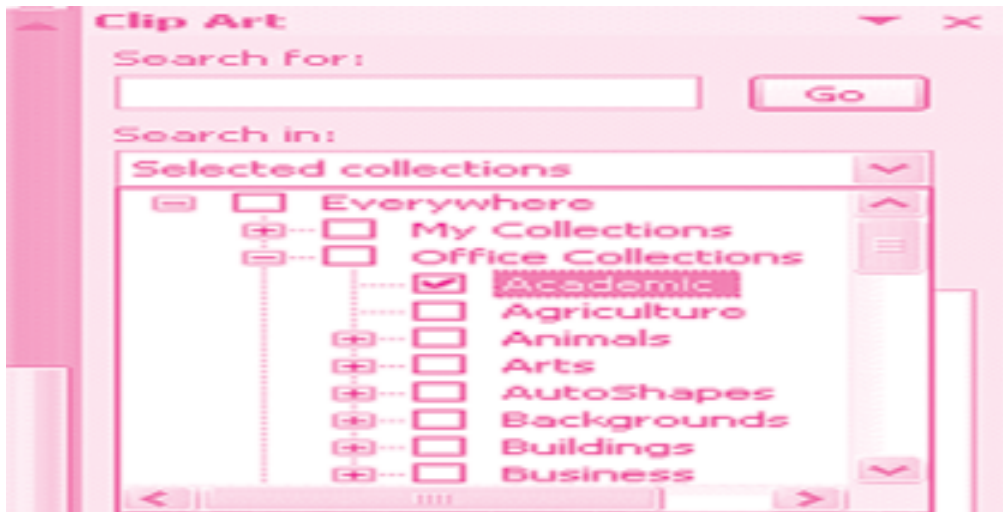 Clip Art
Search for:
Go
Search in:
Selected collections
Everywhere
My Collections
Office Collections
Academic
Agriculture
Animals
Arts
AutoShapes
Backgrounds
Buildings
Business